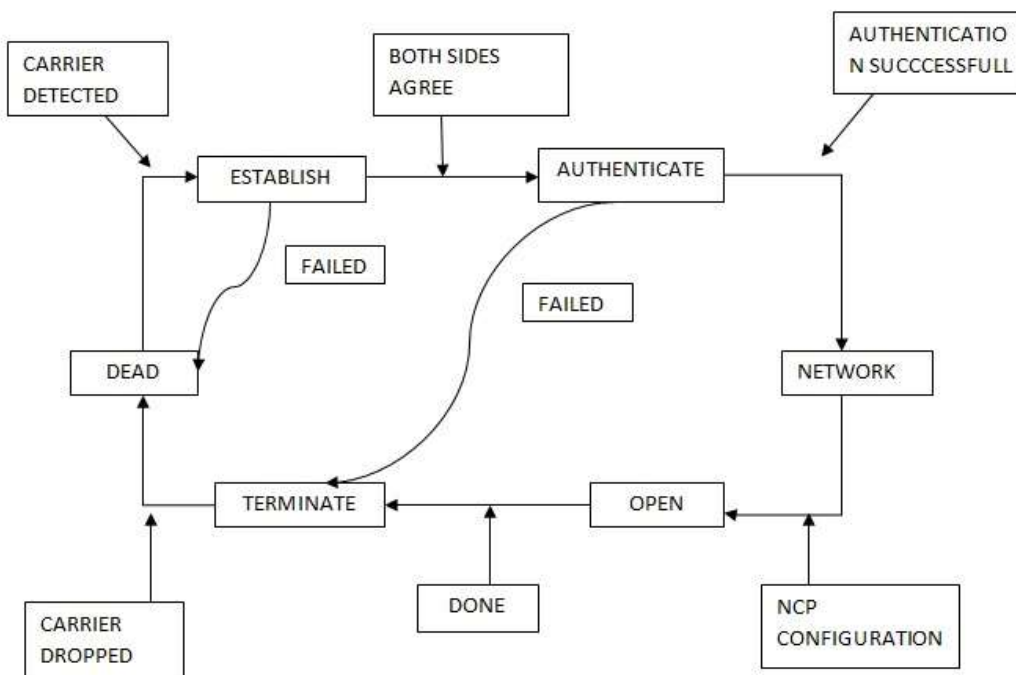 CARRIER
DETECTED
BOTH SIDES
AGREE
AUTHENTICATIO
N SUCCCESSFULL
ESTABLISH
AUTHENTICATE
FAILED
FAILED
DEAD
NETWORK
TERMINATE
OPEN
CARRIER
DROPPED
DONE
NCP
CONFIGURATION